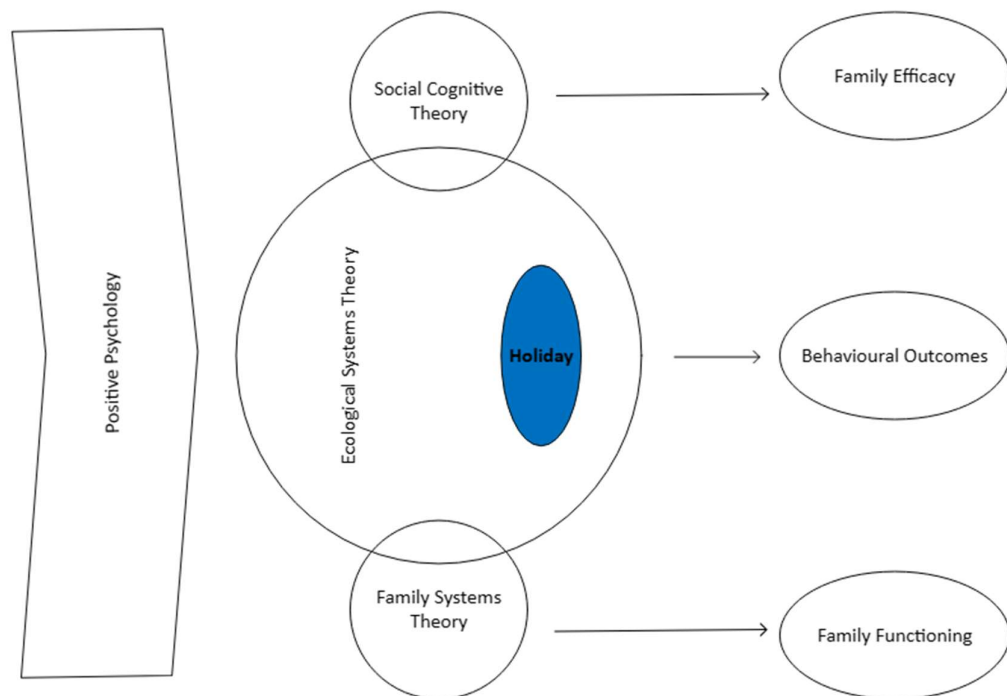 Positive Psychology
Social Cognitive
Theory
Ecological Systems Theory
Holiday
Family Systems
Theory
Family Efficacy
Behavioural Outcomes
Family Functioning